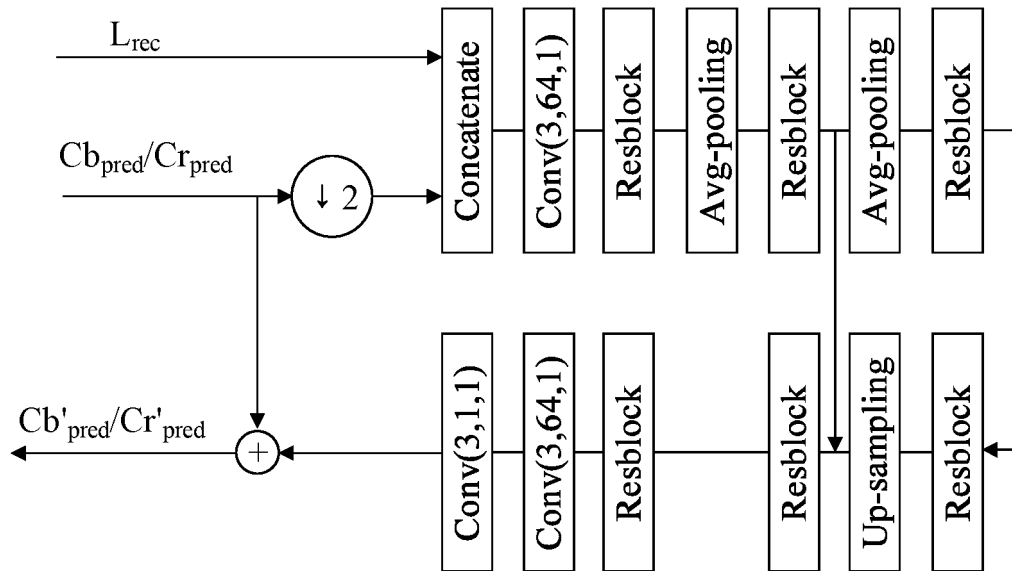 L_rec
Cb_pred/Cr_pred
↓ 2
Concatenate
Conv(3,64,1)
Resblock
Avg-pooling
Resblock
Avg-pooling
Resblock
Cb'_pred/Cr'_pred
+
Conv(3,1,1)
Conv(3,64,1)
Resblock
Resblock
Up-sampling
Resblock